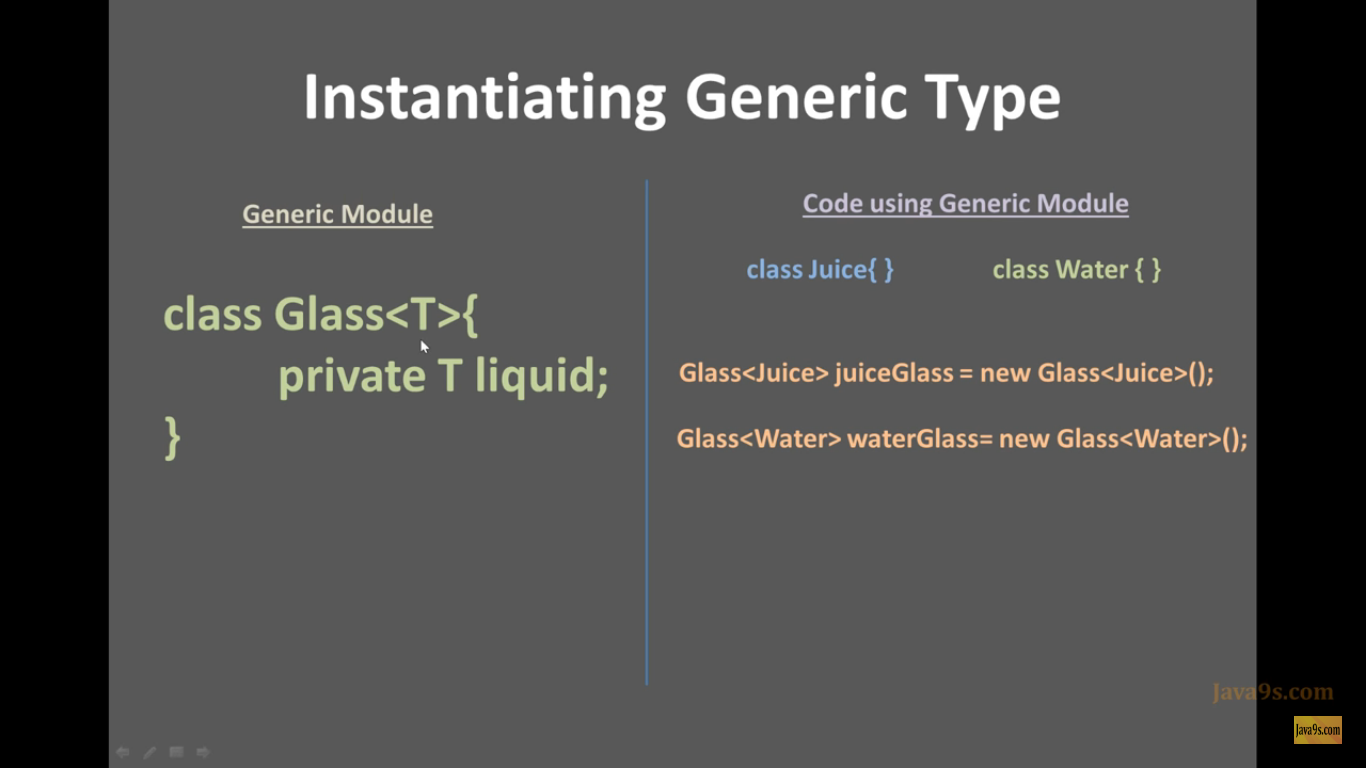 Instantiating Generic Type
Generic Module
class Glass<T>{
private T liquid;
}
Code using Generic Module
class Juice{ }
class Water { }
Glass<Juice> juiceGlass = new Glass<Juice>();
Glass<Water> waterGlass= new Glass<Water>();
Java9s.com
Java9s.com